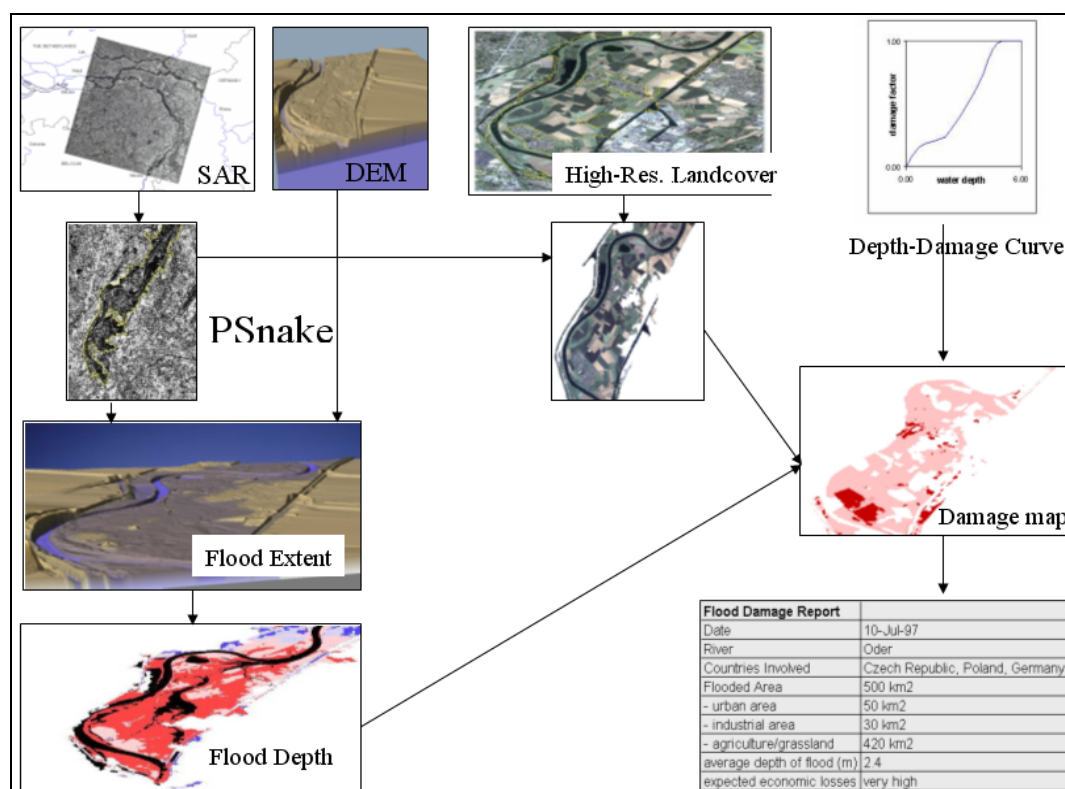 THE NETHERLANDS
SAR
DEM
High-Res. Landcover
1.00
damage factor
0.00
0.00
6.00
water depth
Depth-Damage Curve
PSnake
Flood Extent
Damage map
Flood Depth
Flood Damage Report
Date 10-Jul-97
River Oder
Countries Involved Czech Republic, Poland, Germany
Flooded Area 500 km2
- urban area 50 km2
- industrial area 30 km2
- agriculture/grassland 420 km2
average depth of flood (m) 2.4
expected economic losses very high